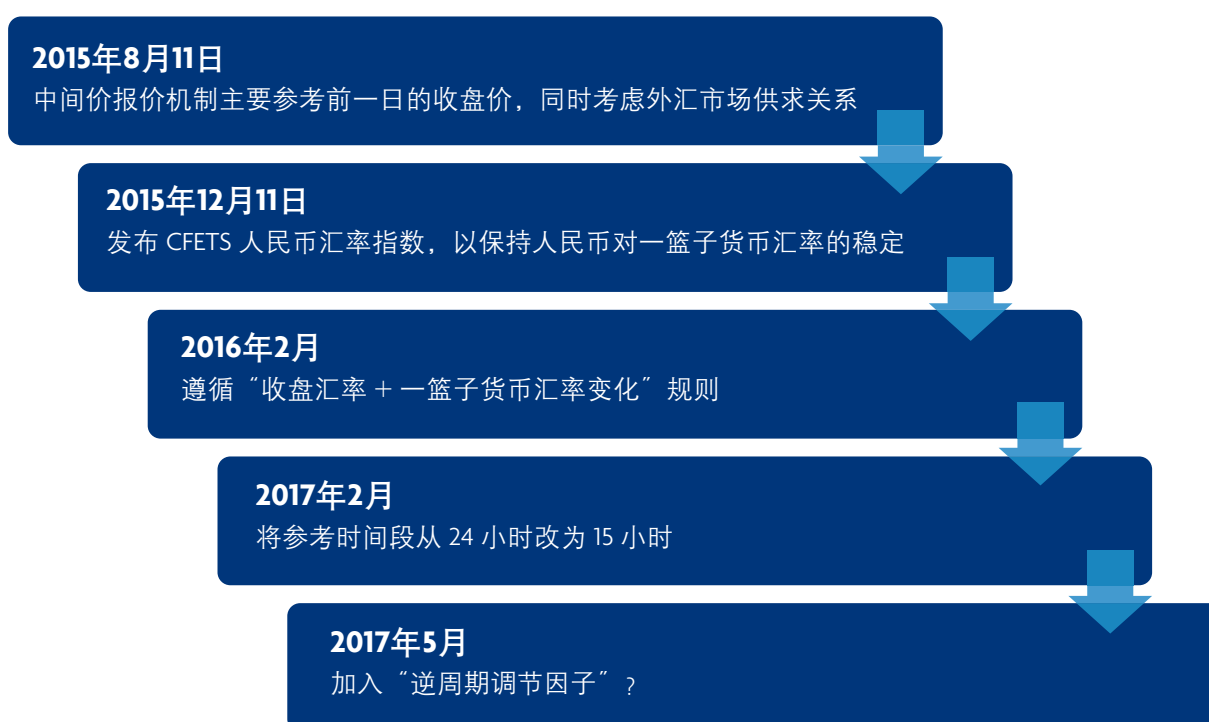 2015年8月11日
中间价报价机制主要参考前一日的收盘价，同时考虑外汇市场供求关系
2015年12月11日
发布 CFETS 人民币汇率指数，以保持人民币对一篮子货币汇率的稳定
2016年2月
遵循“收盘汇率 + 一篮子货币汇率变化”规则
2017年2月
将参考时间段从 24 小时改为 15 小时
2017年5月
加入“逆周期调节因子”?